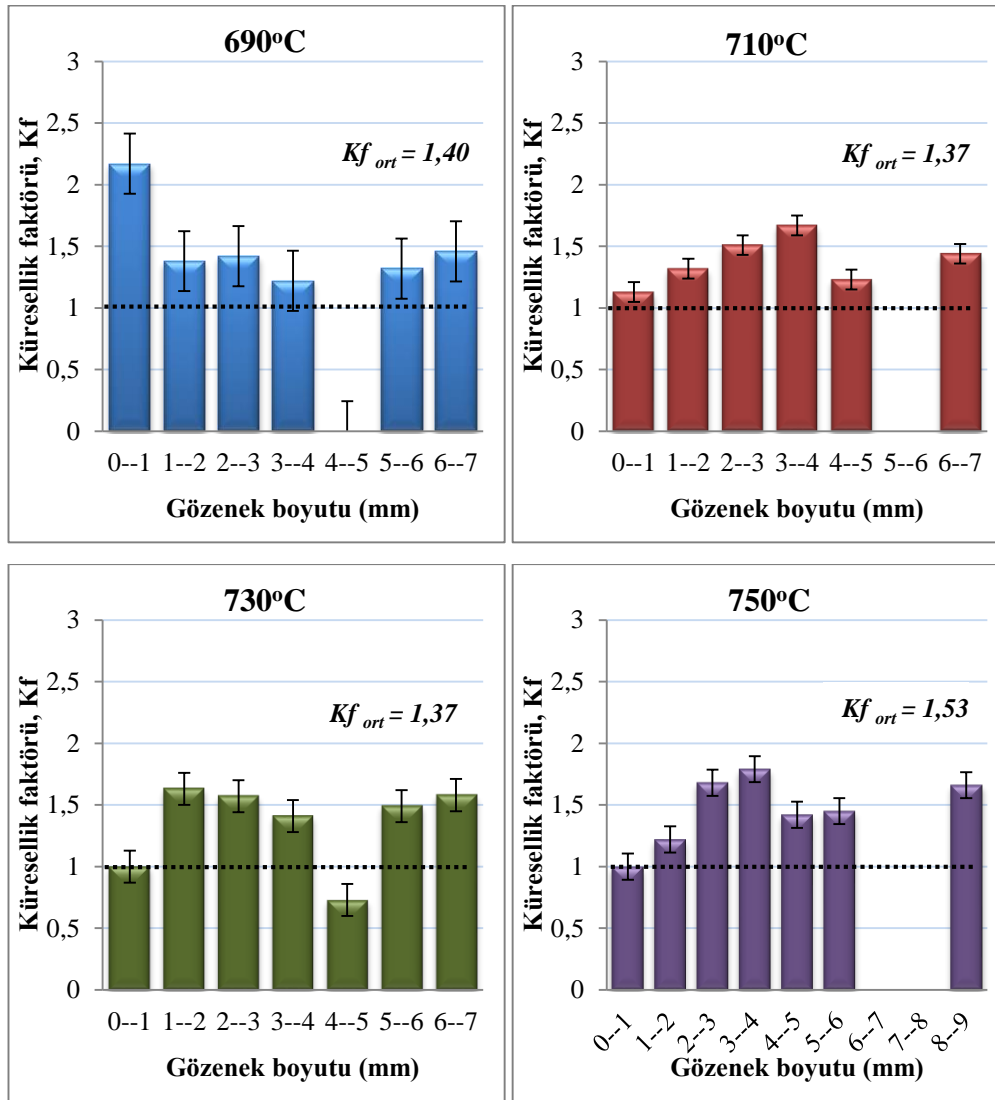 690ºC
3
2,5
2
1,5
1
0,5
0
Küresellik faktörü, Kf
Kf ort = 1,40
0--1 1--2 2--3 3--4 4--5 5--6 6--7
Gözenek boyutu (mm)
710ºC
3
2,5
2
1,5
1
0,5
0
Küresellik faktörü, Kf
Kf ort = 1,37
0--1 1--2 2--3 3--4 4--5 5--6 6--7
Gözenek boyutu (mm)
730ºC
3
2,5
2
1,5
1
0,5
0
Küresellik faktörü, Kf
Kf ort = 1,37
0--1 1--2 2--3 3--4 4--5 5--6 6--7
Gözenek boyutu (mm)
750ºC
3
2,5
2
1,5
1
0,5
0
Küresellik faktörü, Kf
Kf ort = 1,53
0--1 1--2 2--3 3--4 4--5 5--6 6--7 7--8 8--9
Gözenek boyutu (mm)